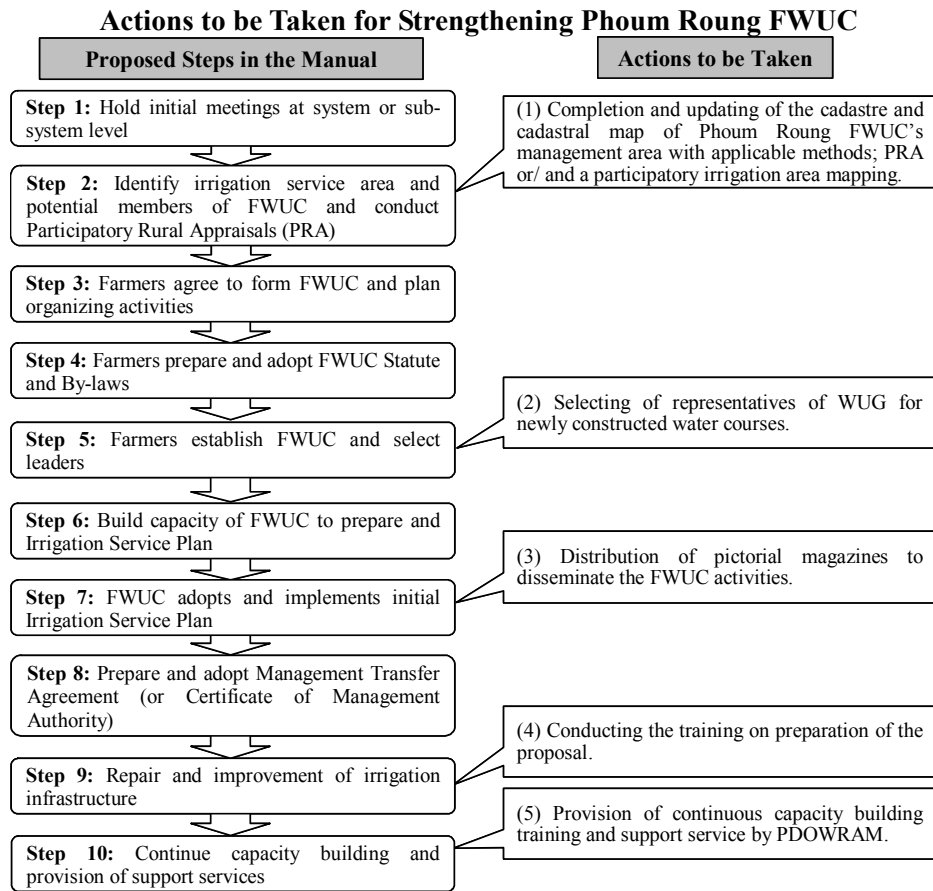 Actions to be Taken for Strengthening Phoum Roung FWUC
Proposed Steps in the Manual
Actions to be Taken
Step 1: Hold initial meetings at system or sub-
system level
(1) Completion and updating of the cadastre and
cadastral map of Phoum Roung FWUC's
management area with applicable methods; PRA
or/ and a participatory irrigation area mapping.
Step 2: Identify irrigation service area and
potential members of FWUC and conduct
Participatory Rural Appraisals (PRA)
Step 3: Farmers agree to form FWUC and plan
organizing activities
Step 4: Farmers prepare and adopt FWUC Statute
and By-laws
(2) Selecting of representatives of WUG for
newly constructed water courses.
Step 5: Farmers establish FWUC and select
leaders
Step 6: Build capacity of FWUC to prepare and
Irrigation Service Plan
(3) Distribution of pictorial magazines to
disseminate the FWUC activities.
Step 7: FWUC adopts and implements initial
Irrigation Service Plan
Step 8: Prepare and adopt Management Transfer
Agreement (or Certificate of Management
Authority)
(4) Conducting the training on preparation of the
proposal.
Step 9: Repair and improvement of irrigation
infrastructure
(5) Provision of continuous capacity building
training and support service by PDOWRAM.
Step 10: Continue capacity building and
provision of support services